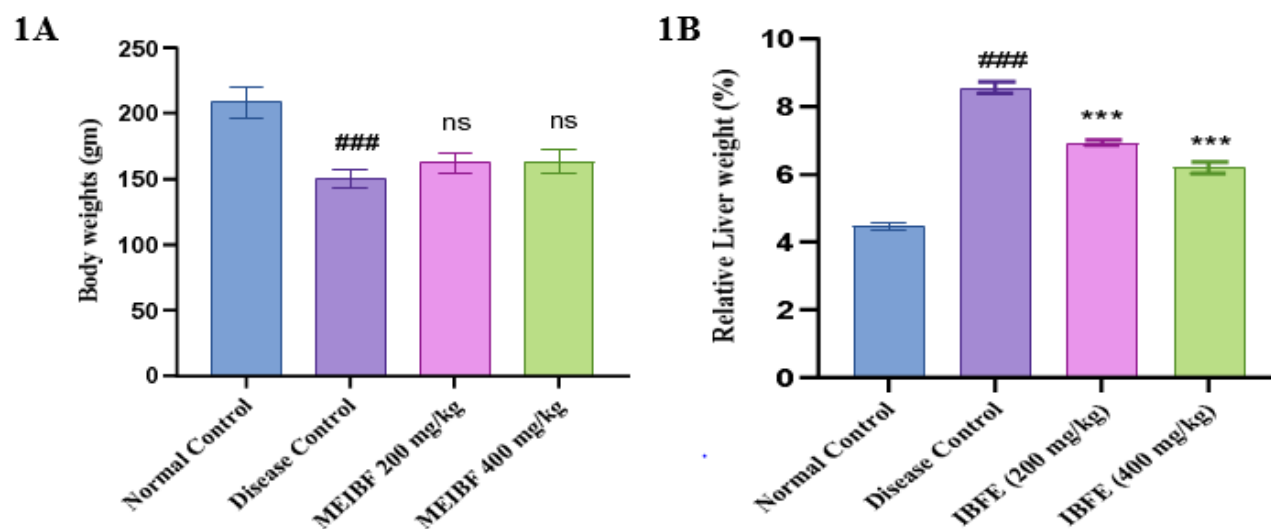 1A
Body weights (gm)
250
200
150
100
50
0
###
ns
ns
Normal Control
Disease Control
MEIBF 200 mg/kg
MEIBF 400 mg/kg
1B
Relative Liver weight (%)
10
8
6
4
2
0
###
***
***
Normal Control
Disease Control
IBFE (200 mg/kg)
IBFE (400 mg/kg)